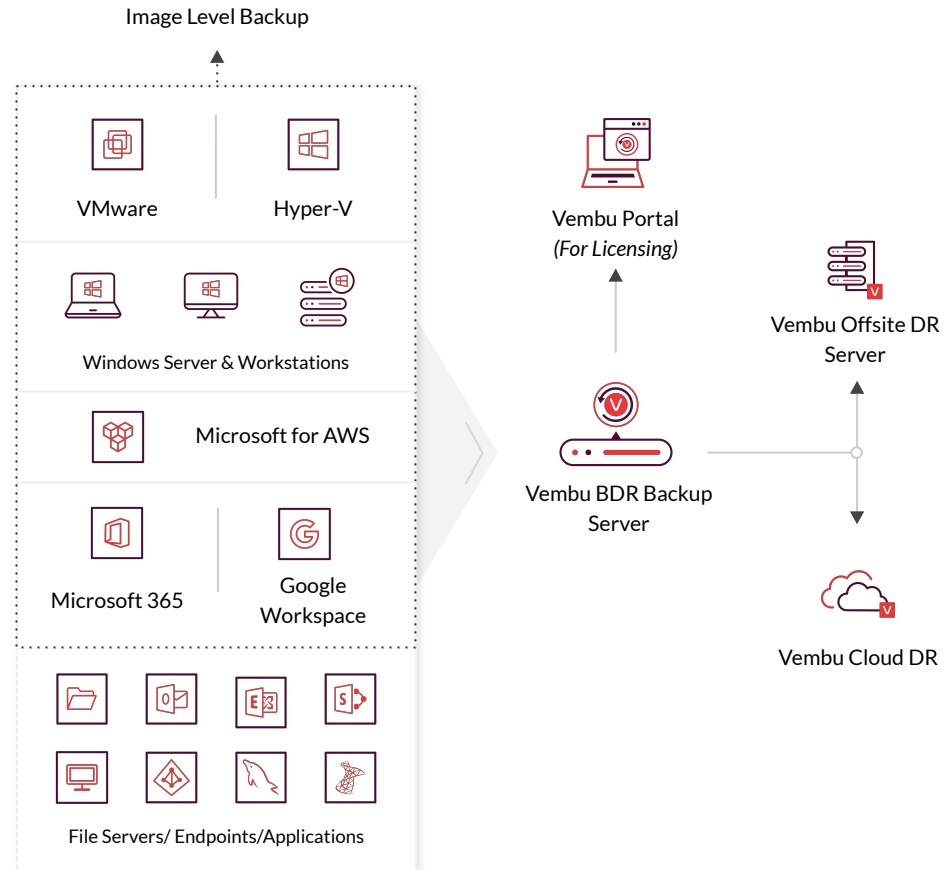 Image Level Backup
VMware
Hyper-V
Windows Server & Workstations
Microsoft for AWS
Microsoft 365
Google
Workspace
O
E
S
File Servers/ Endpoints/Applications
V
Vembu Portal
(For Licensing)
V
Vembu BDR Backup
Server
V
Vembu Offsite DR
Server
V
Vembu Cloud DR